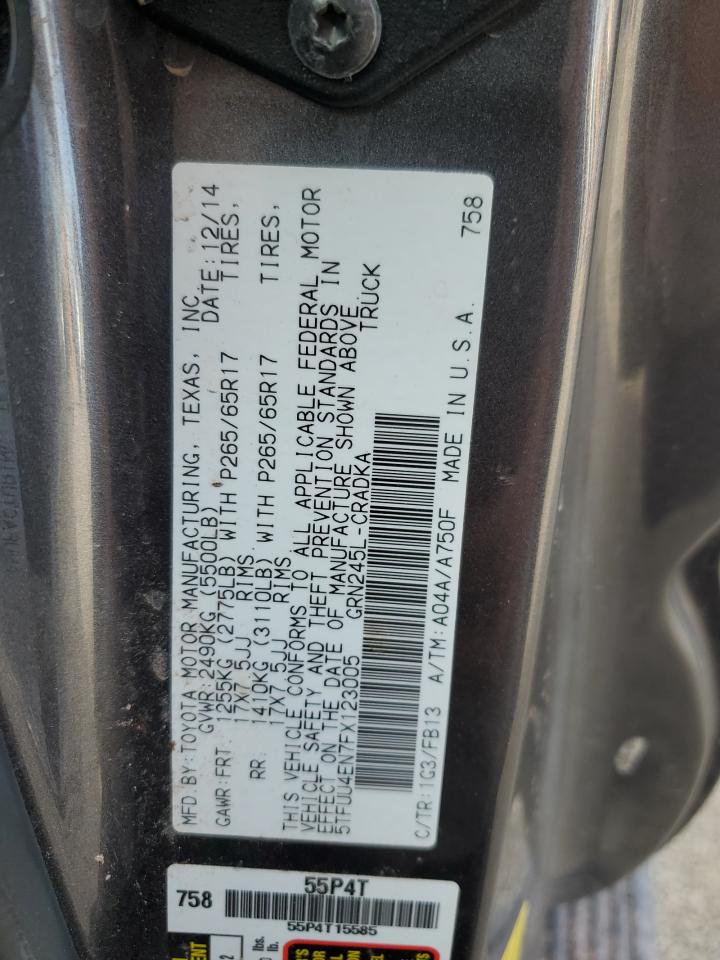 MFD BY:TOYOTA MOTOR MANUFACTURING, TEXAS, INC.
GVWR:2490KG (5500LB) DATE:12/14
GAWR:FRT 1255KG (2775LB) WITH P265/65R17 TIRES,
17X7.5JJ RIMS
RR: 1410KG (3110LB) WITH P265/65R17 TIRES,
17X7.5JJ RIMS
THIS VEHICLE CONFORMS TO ALL APPLICABLE FEDERAL MOTOR
VEHICLE SAFETY AND THEFT PREVENTION STANDARDS IN
EFFECT ON THE DATE OF MANUFACTURE SHOWN ABOVE.
5TFUU4EN7FX123005 GRN245L-CRADKA TRUCK
C/TR:1G3/FB13 A/TM:A04A/A750F MADE IN U.S.A. 758
758 55P4T
55P4T15585
lbs.
lb.